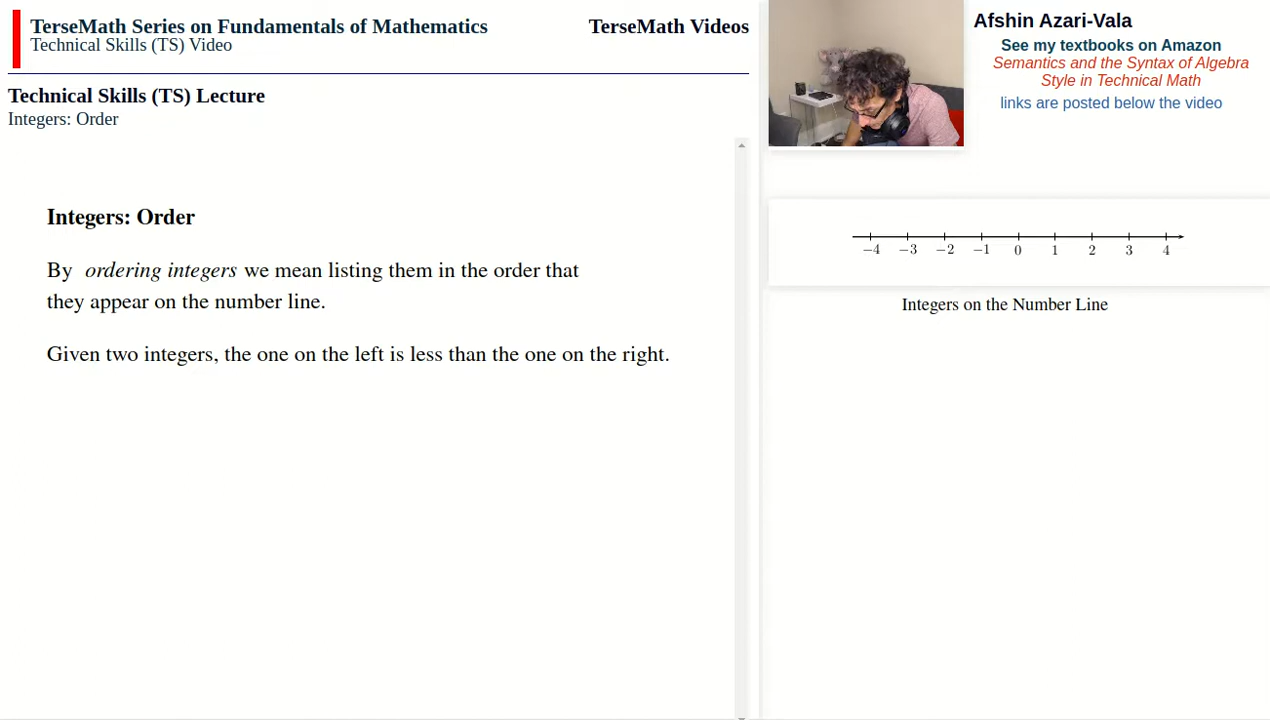 TerseMath Series on Fundamentals of Mathematics
Technical Skills (TS) Video
TerseMath Videos
Technical Skills (TS) Lecture
Integers: Order
Integers: Order
By ordering integers we mean listing them in the order that
they appear on the number line.
Given two integers, the one on the left is less than the one on the right.
Afshin Azari-Vala
See my textbooks on Amazon
Semantics and the Syntax of Algebra
Style in Technical Math
links are posted below the video
−4 −3 −2 −1 0 1 2 3 4
Integers on the Number Line